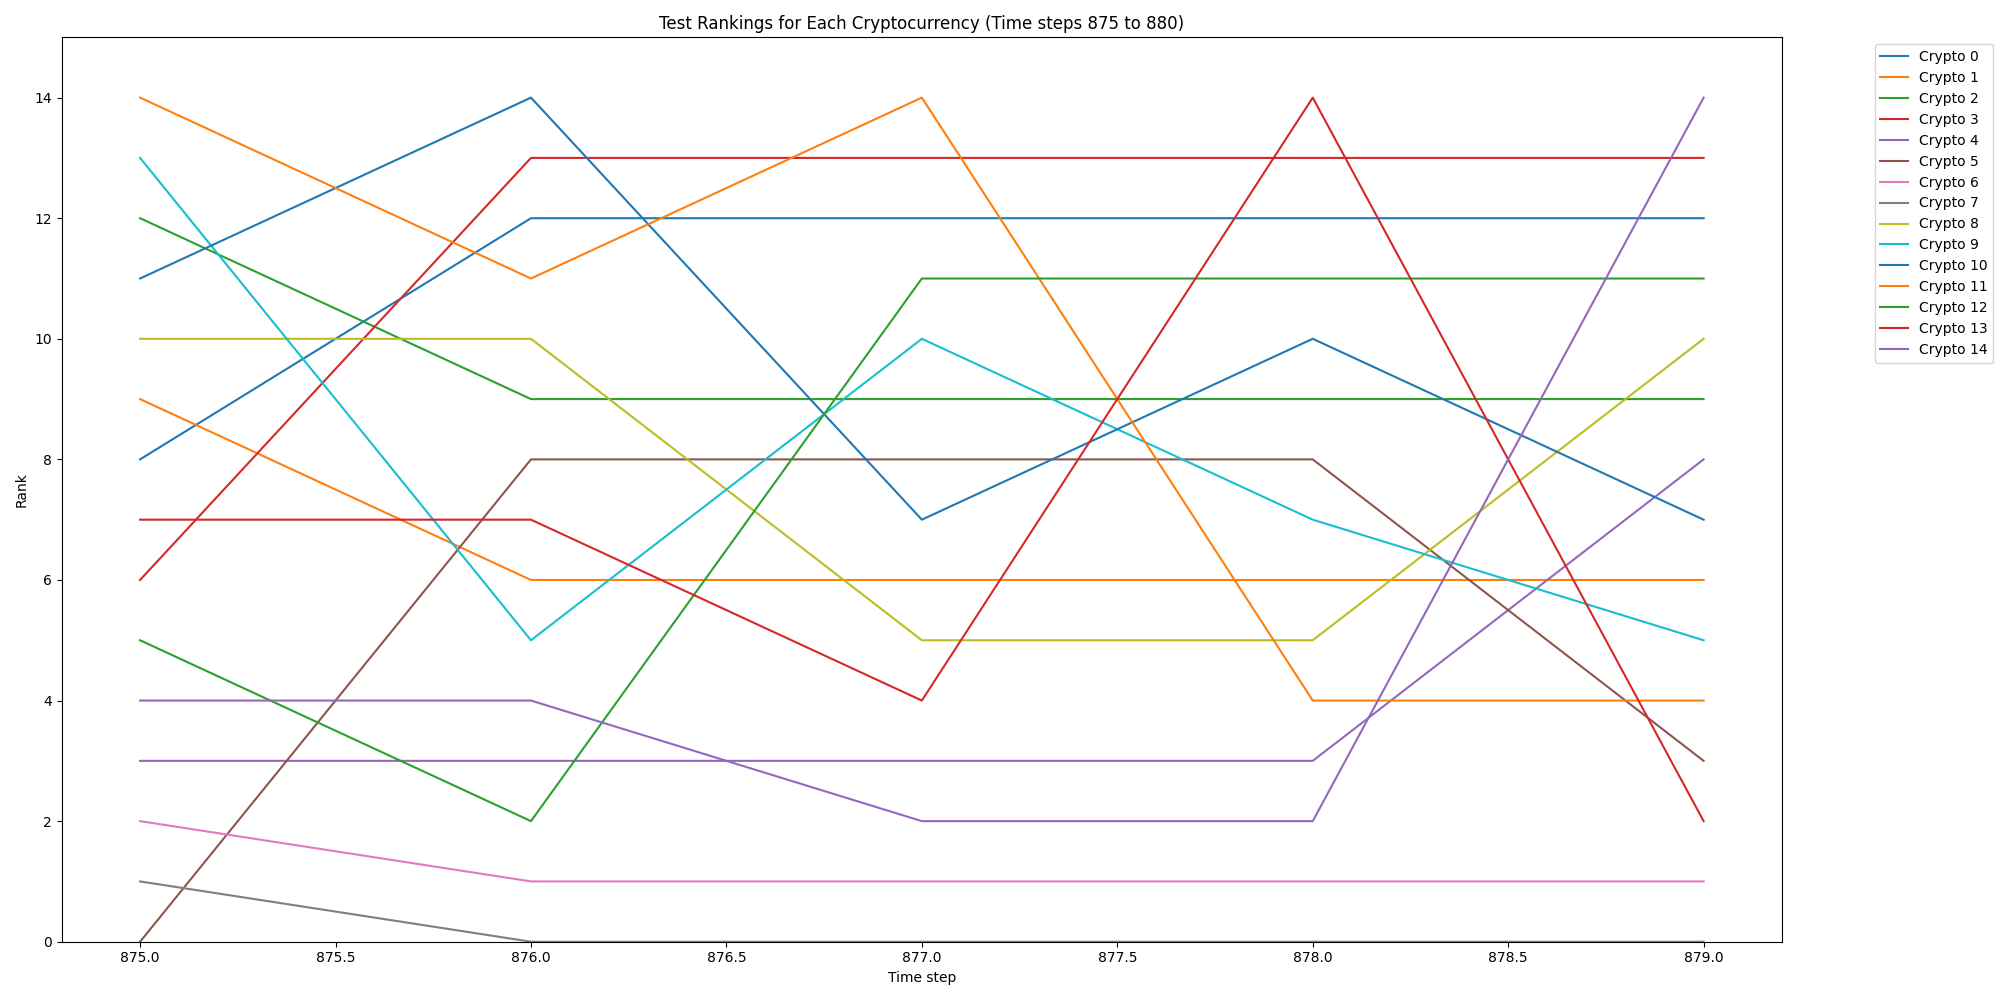 Test Rankings for Each Cryptocurrency (Time steps 875 to 880)
Rank
14
12
10
8
6
4
2
0
875.0 875.5 876.0 876.5 877.0 877.5 878.0 878.5 879.0
Time step
Crypto 0
Crypto 1
Crypto 2
Crypto 3
Crypto 4
Crypto 5
Crypto 6
Crypto 7
Crypto 8
Crypto 9
Crypto 10
Crypto 11
Crypto 12
Crypto 13
Crypto 14